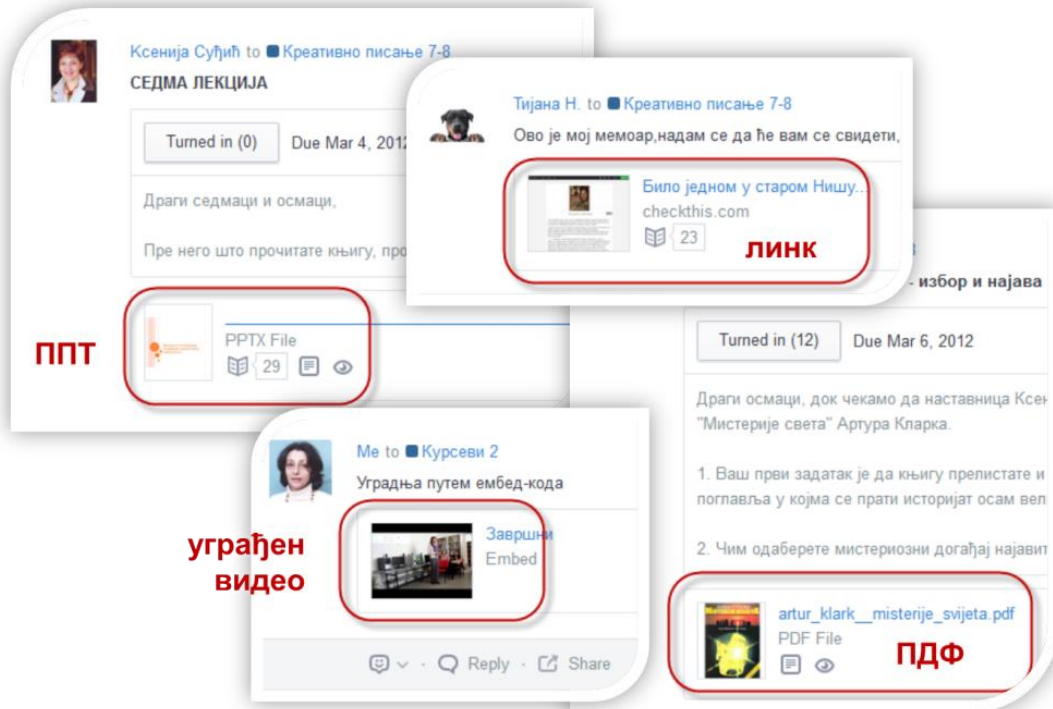 Ксенија Суђић to Креативно писање 7-8
СЕДМА ЛЕКЦИЈА
Turned in (0) Due Mar 4, 2012
Драги седмаци и осмаци,
Пре него што прочитате књигу,
PPTX File
29
ППТ
Тијана Н. to Креативно писање 7-8
Ово је мој мемоар,надам се да ће вам се свидети,
Било једном у старом Нишу...
checkthis.com
23
ЛИНК
- избор и најава
Turned in (12) Due Mar 6, 2012
Драги осмаци, док чекамо да наставница
"Мистерије света" Артура Кларка.
1. Ваш први задатак је да књигу прелистате и
поглавља у којма се прати историјат осам
2. Чим одаберете мистериозни догађај
artur_klark__misterije_svijeta.pdf
PDF File
ПДФ
Me to Курсеви 2
Уградња путем ембед-кода
Завршни
Embed
уграђен
видео
Reply · Share